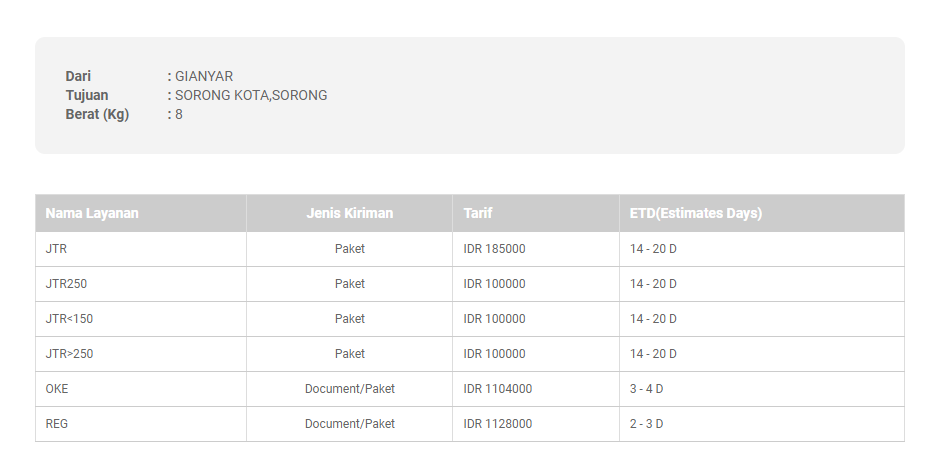 Dari : GIANYAR
Tujuan : SORONG KOTA,SORONG
Berat (Kg) : 8
Nama Layanan Jenis Kiriman Tarif ETD(Estimates Days)
JTR Paket IDR 185000 14 - 20 D
JTR250 Paket IDR 100000 14 - 20 D
JTR<150 Paket IDR 100000 14 - 20 D
JTR>250 Paket IDR 100000 14 - 20 D
OKE Document/Paket IDR 1104000 3 - 4 D
REG Document/Paket IDR 1128000 2 - 3 D